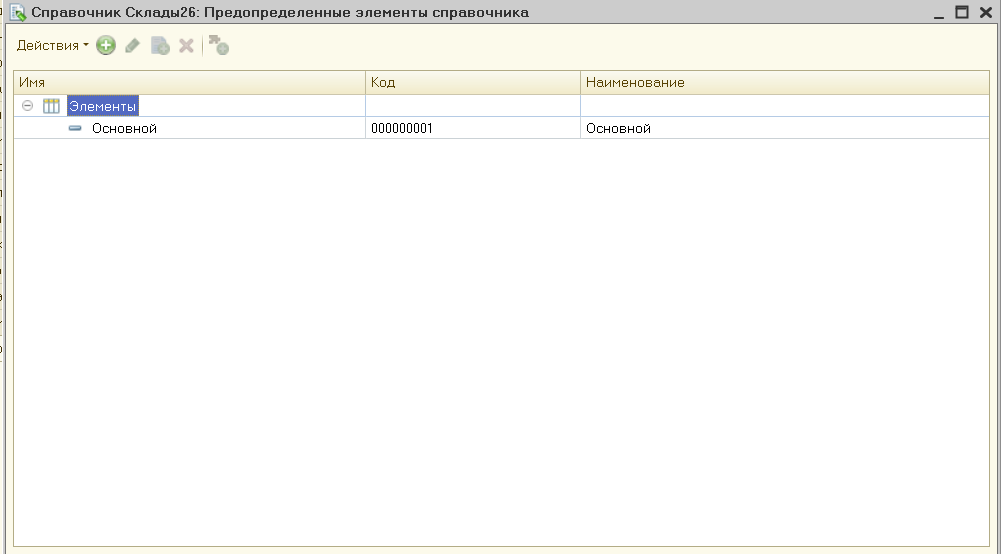 Справочник Склады26: Предопределенные элементы справочника
Действия
Имя Код Наименование
Элементы
Основной 000000001 Основной